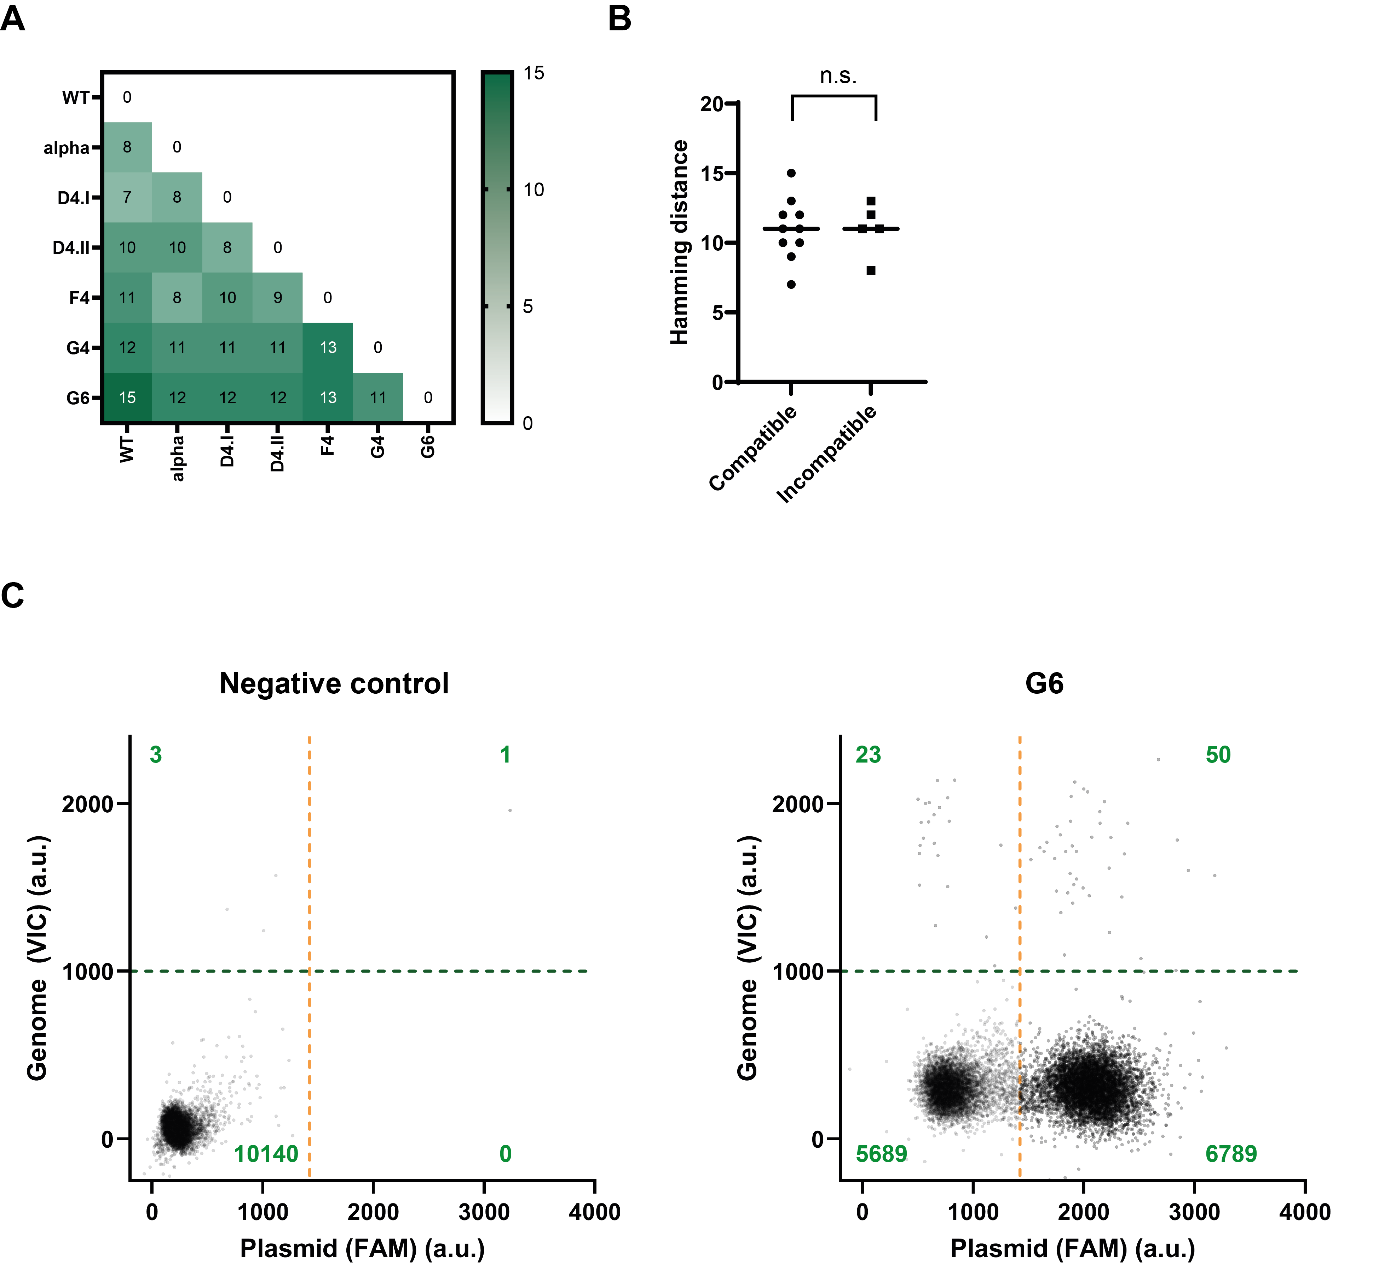 A
WT 0
alpha 8 0
D4.I 7 8 0
D4.II 10 10 8 0
F4 11 8 10 9 0
G4 12 11 11 11 13 0
G6 15 12 12 12 13 11 0
WT alpha D4.I D4.II F4 G4 G6
15
10
5
0
B
n.s.
Hamming distance
20
15
10
5
0
Compatible
Incompatible
C
Negative control
Genome (VIC) (a.u.)
2000
1000
0
3
1
10140
0
0 1000 2000 3000 4000
Plasmid (FAM) (a.u.)
G6
Genome (VIC) (a.u.)
2000
1000
0
23
50
5689
6789
0 1000 2000 3000 4000
Plasmid (FAM) (a.u.)